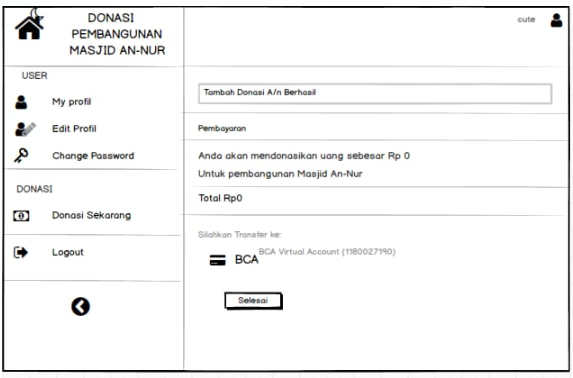 DONASI
PEMBANGUNAN
MASJID AN-NUR
cute
USER
My profil
Edit Profil
Change Password
DONASI
Donasi Sekarang
Logout
Tambah Donasi A/n Berhasil
Pembayaran
Anda akan mendonasikan uang sebesar Rp 0
Untuk pembangunan Masjid An-Nur
Total Rp0
Silahkan Transfer ke:
BCA BCA Virtual Account (1180027190)
Selesai